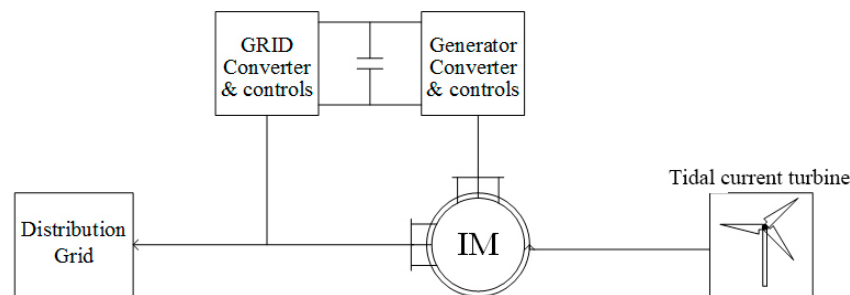 GRID
Converter
& controls
Generator
Converter
& controls
Tidal current turbine
Distribution
Grid
IM